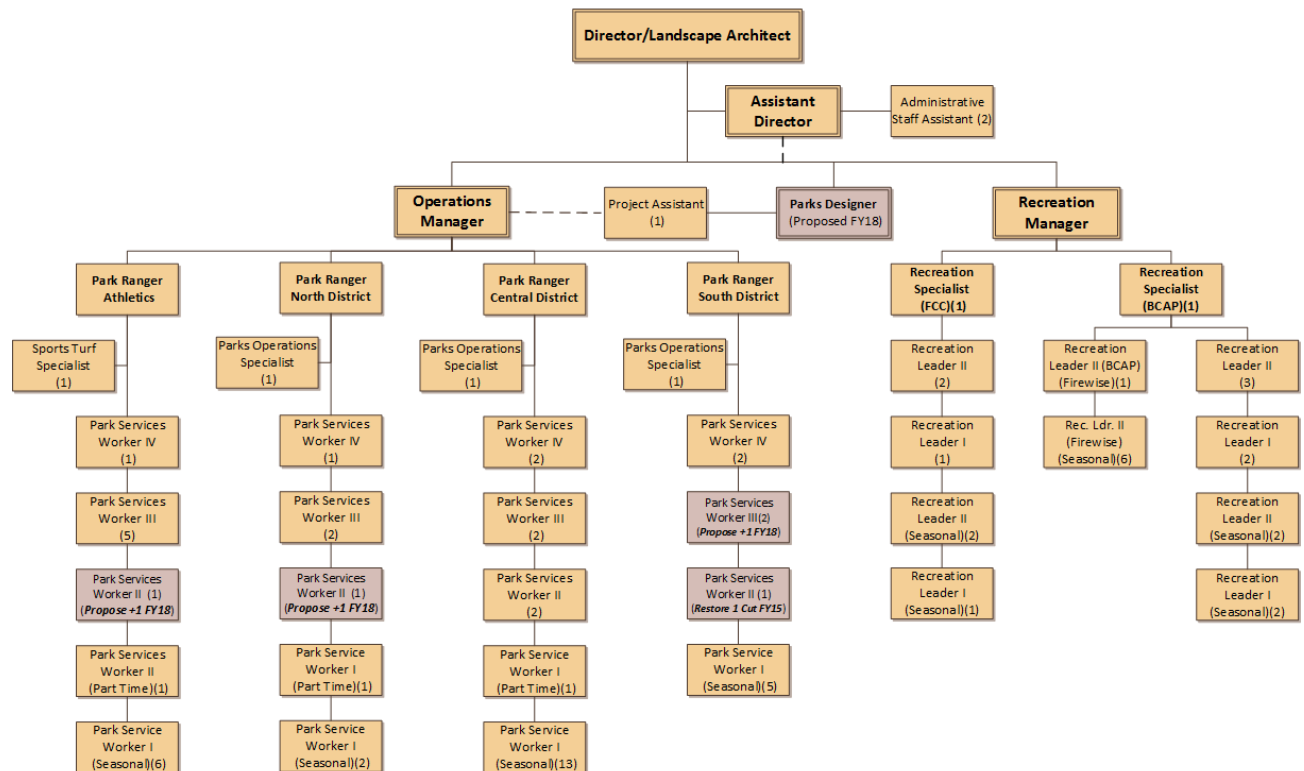 Director/Landscape Architect
Assistant
Director
Administrative
Staff Assistant (2)
Operations
Manager
Project Assistant
(1)
Parks Designer
(Proposed FY18)
Recreation
Manager
Park Ranger
Athletics
Park Ranger
North District
Park Ranger
Central District
Park Ranger
South District
Recreation
Specialist
(FCC)(1)
Recreation
Specialist
(BCAP)(1)
Sports Turf
Specialist
(1)
Parks Operations
Specialist
(1)
Parks Operations
Specialist
(1)
Parks Operations
Specialist
(1)
Recreation
Leader II
(2)
Recreation
Leader II (BCAP)
(Firewise)(1)
Recreation
Leader II
(3)
Park Services
Worker IV
(1)
Park Services
Worker IV
(1)
Park Services
Worker IV
(2)
Park Services
Worker IV
(2)
Recreation
Leader I
(1)
Rec. Ldr. II
(Firewise)
(Seasonal)(6)
Recreation
Leader I
(2)
Park Services
Worker III
(5)
Park Services
Worker III
(2)
Park Services
Worker III
(2)
Park Services
Worker III(2)
(Propose +1 FY18)
Recreation
Leader II
(Seasonal)(2)
Recreation
Leader II
(Seasonal)(2)
Park Services
Worker II (1)
(Propose +1 FY18)
Park Services
Worker II (1)
(Propose +1 FY18)
Park Services
Worker II
(2)
Park Services
Worker II (1)
(Restore 1 Cut FY15)
Recreation
Leader I
(Seasonal)(1)
Recreation
Leader I
(Seasonal)(2)
Park Service
Worker II
(Part Time)(1)
Park Service
Worker I
(Part Time)(1)
Park Service
Worker I
(Part Time)(1)
Park Service
Worker I
(Seasonal)(5)
Park Service
Worker I
(Seasonal)(6)
Park Service
Worker I
(Seasonal)(2)
Park Service
Worker I
(Seasonal)(13)